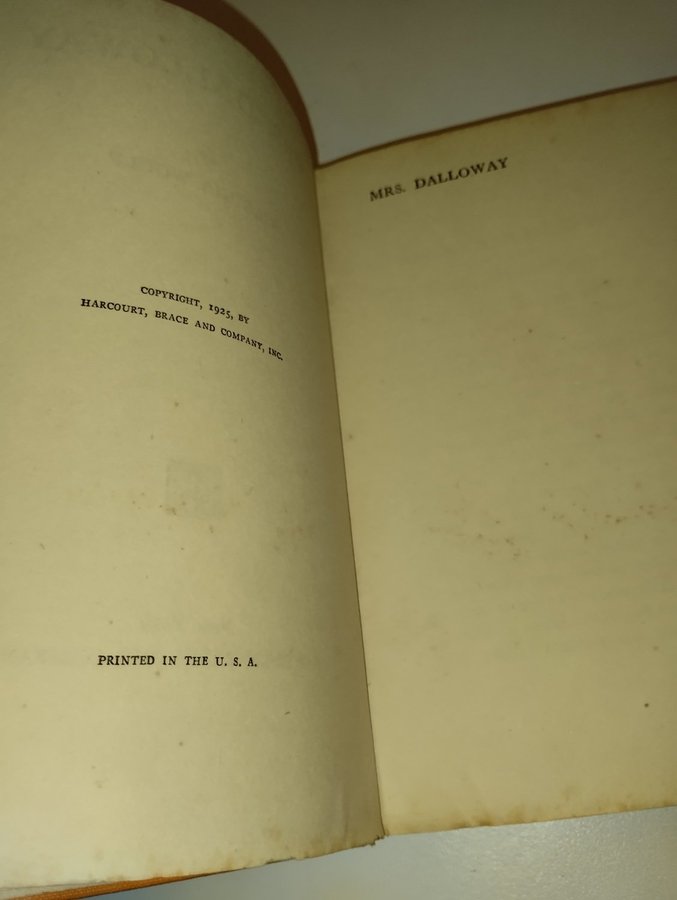 COPYRIGHT, 1925, BY
HARCOURT, BRACE AND COMPANY, INC.
PRINTED IN THE U. S. A.
MRS. DALLOWAY